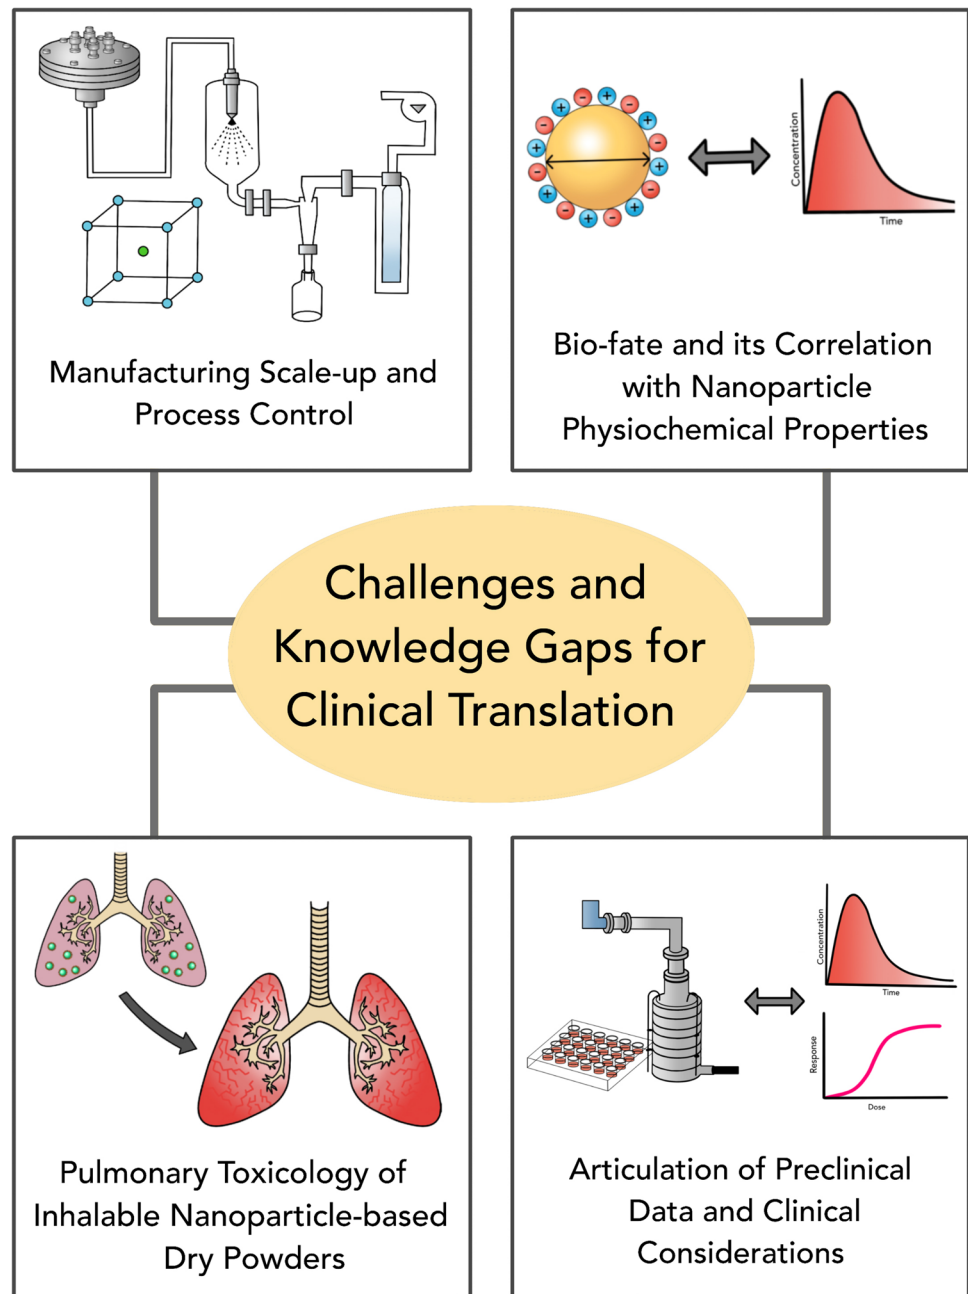 Concentration
Time
Manufacturing Scale-up and
Process Control
Bio-fate and its Correlation
with Nanoparticle
Physiochemical Properties
Challenges and
Knowledge Gaps for
Clinical Translation
Pulmonary Toxicology of
Inhalable Nanoparticle-based
Dry Powders
Concentration
Time
Response
Dose
Articulation of Preclinical
Data and Clinical
Considerations